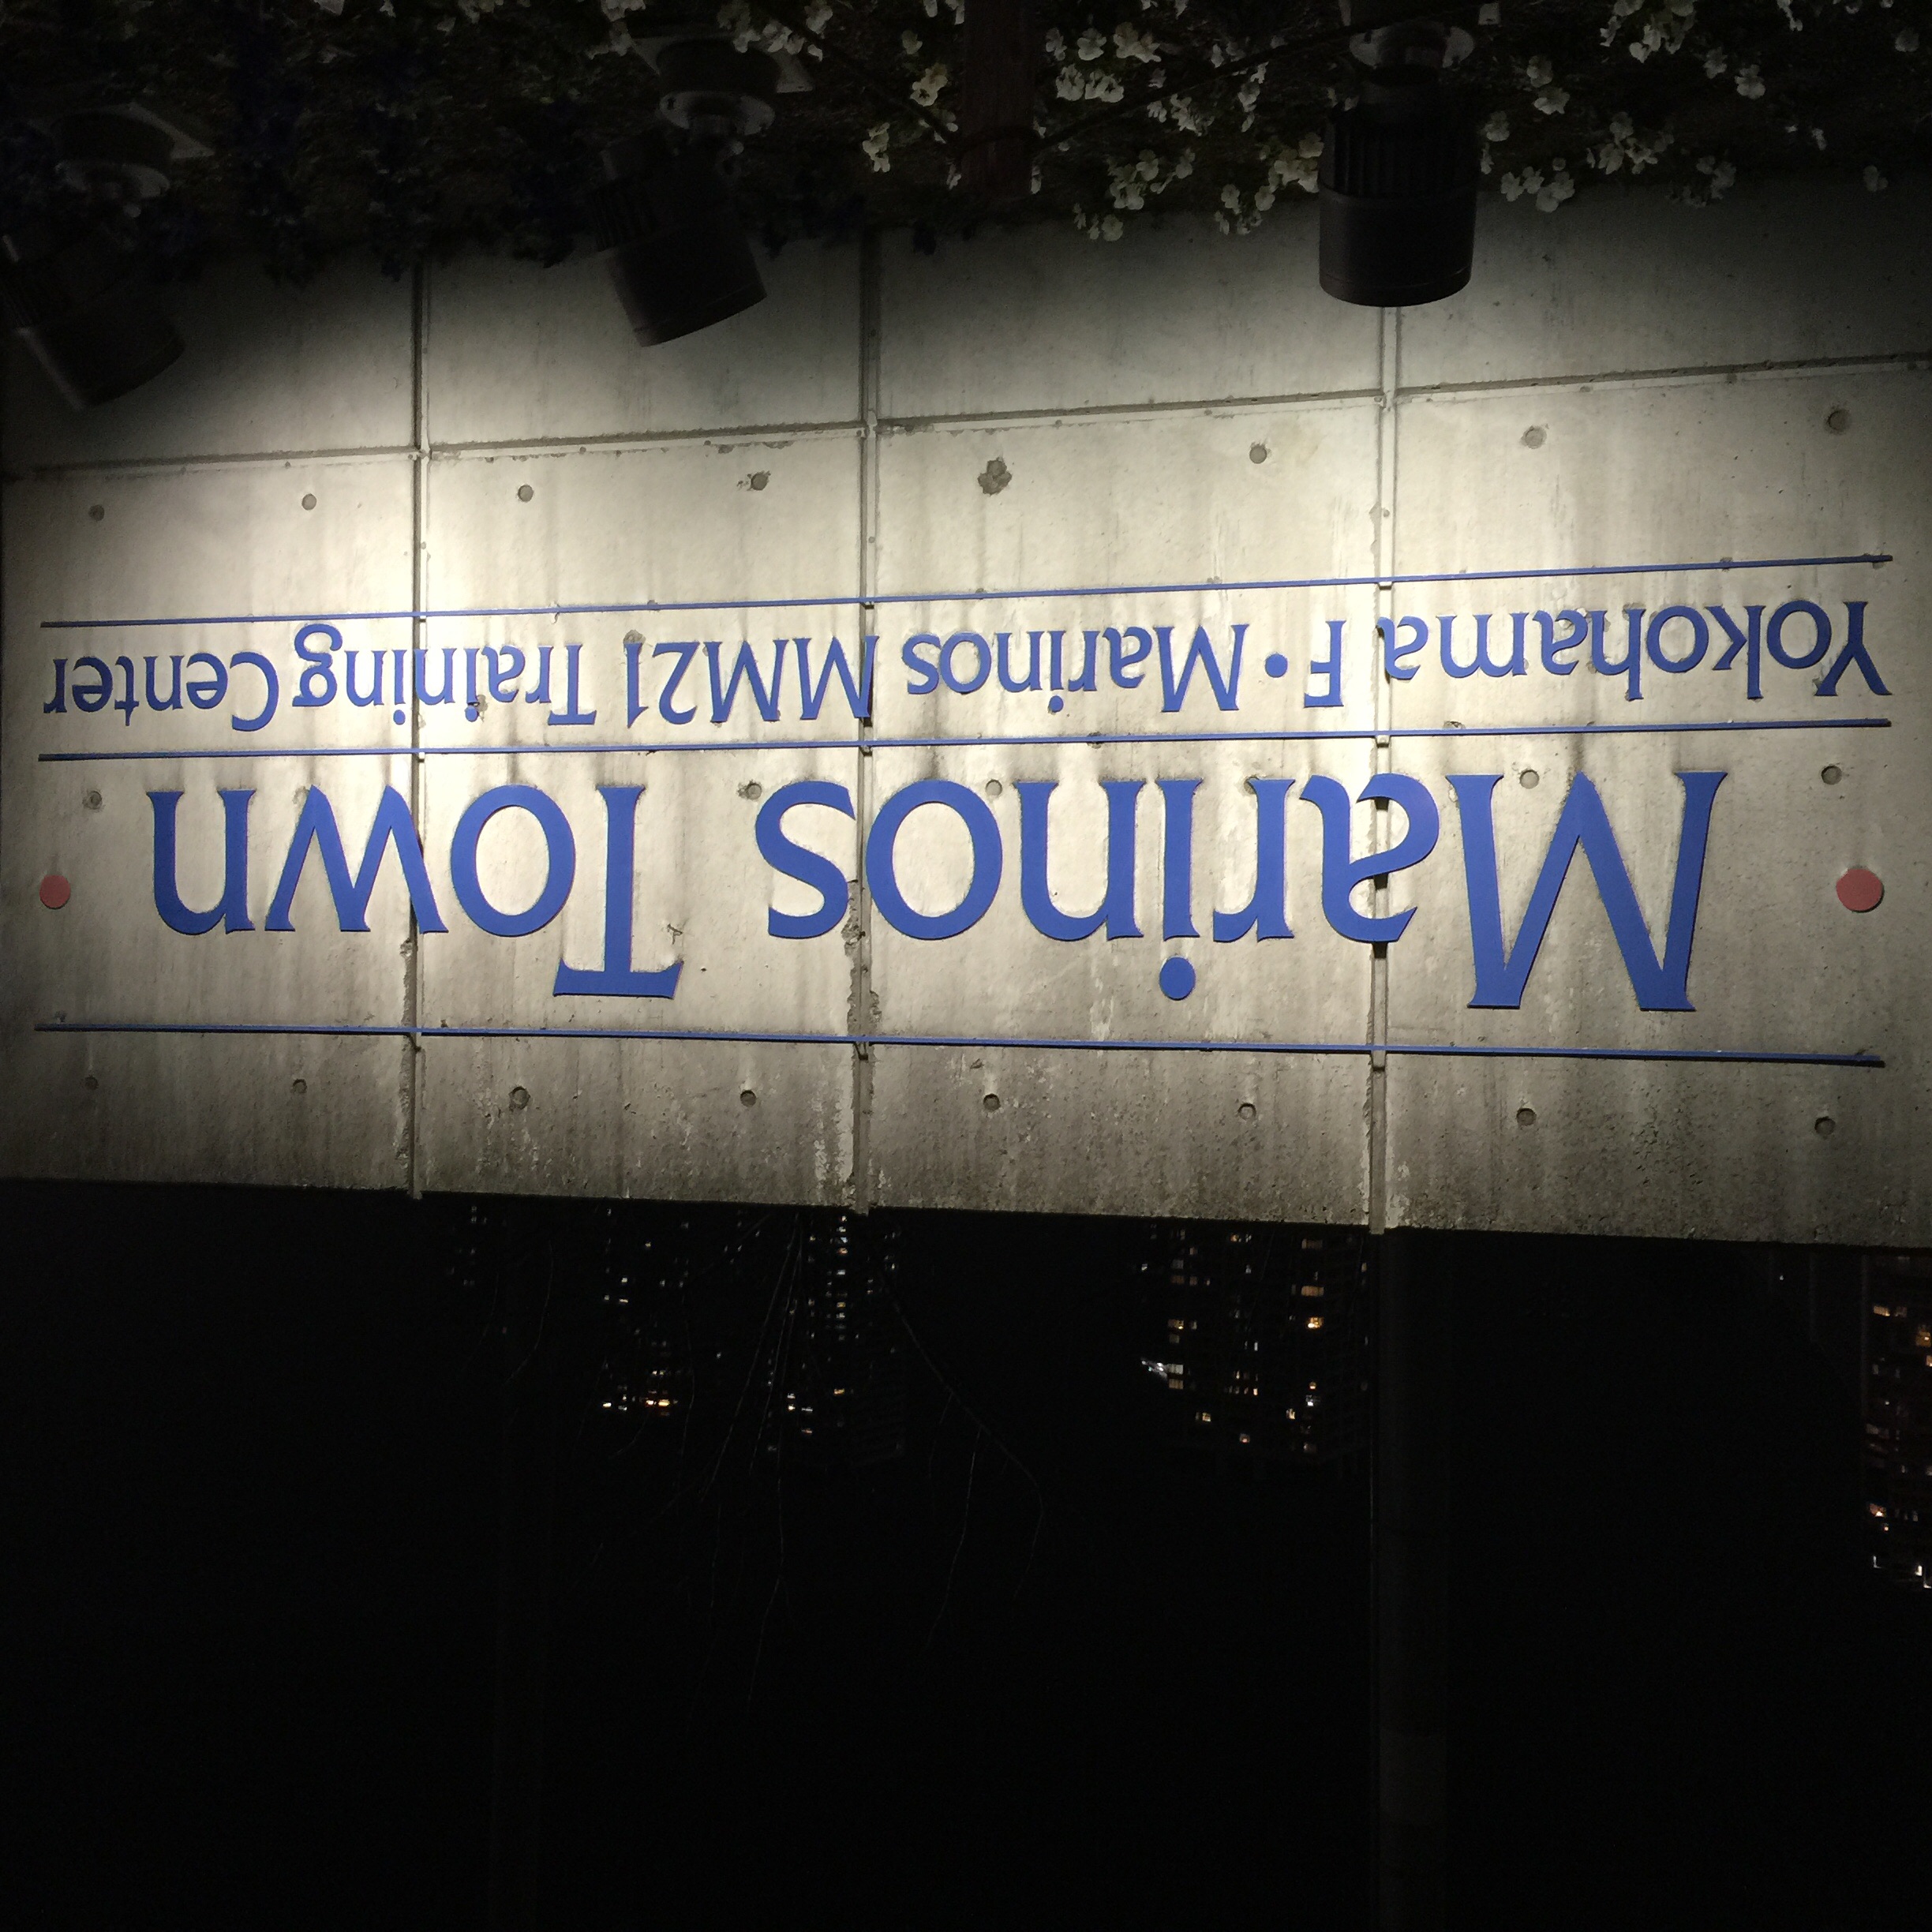 Marinos Town
Yokohama F・Marinos MM21 Training Center